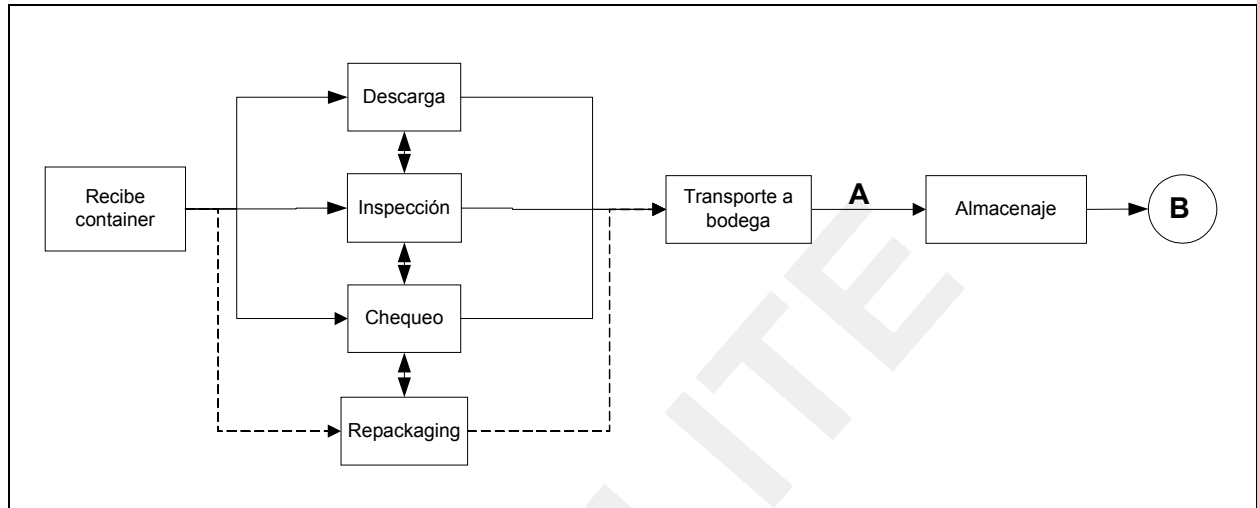 Descarga
Recibe
container
Inspección
Transporte a
bodega
A
Almacenaje
B
Chequeo
Repackaging